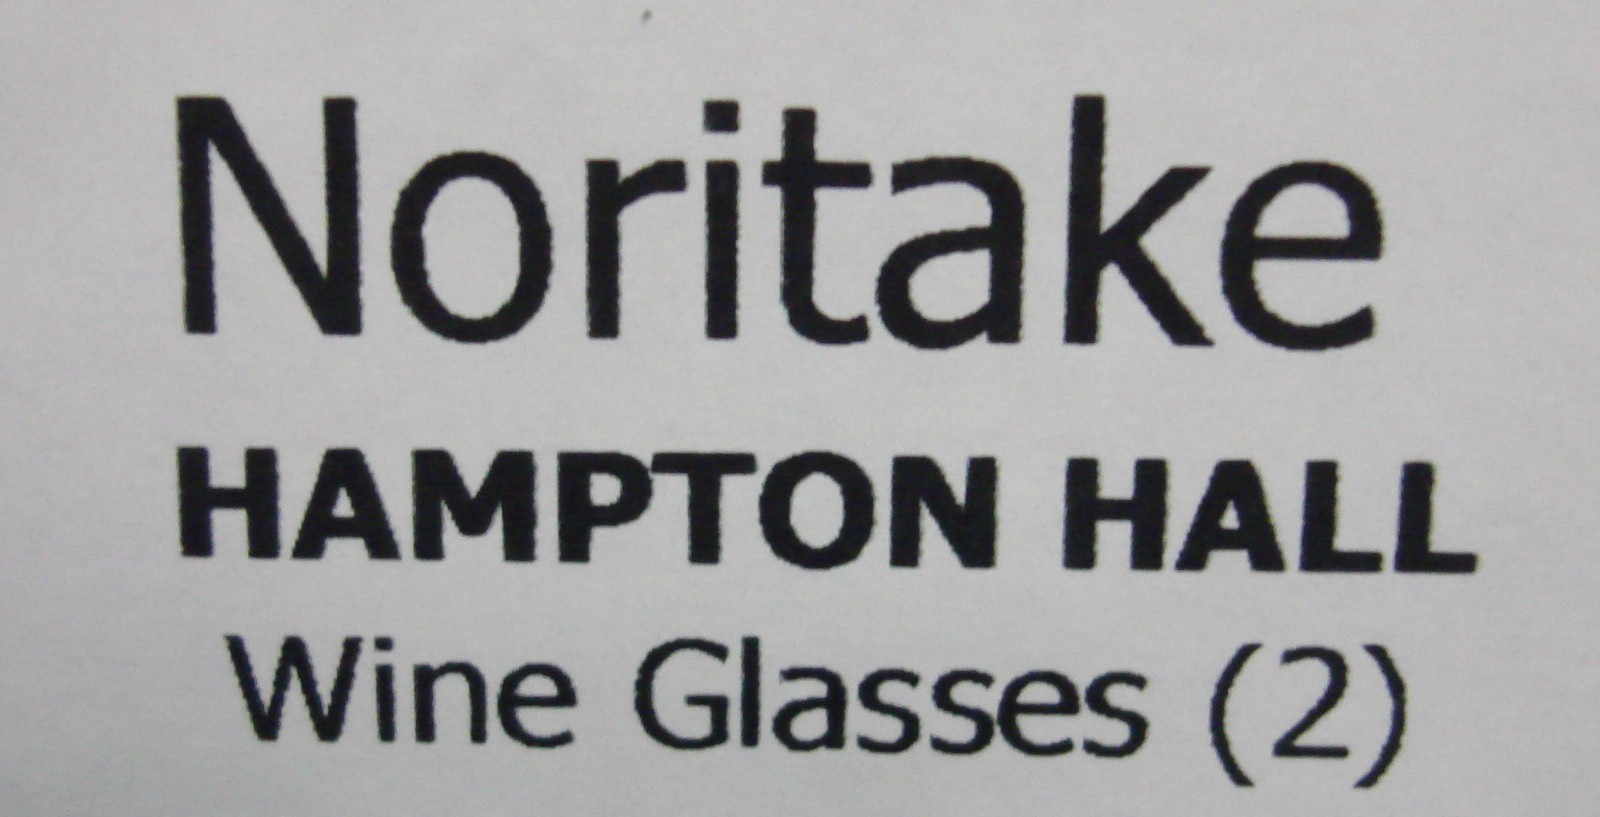 Noritake
HAMPTON HALL
Wine Glasses (2)